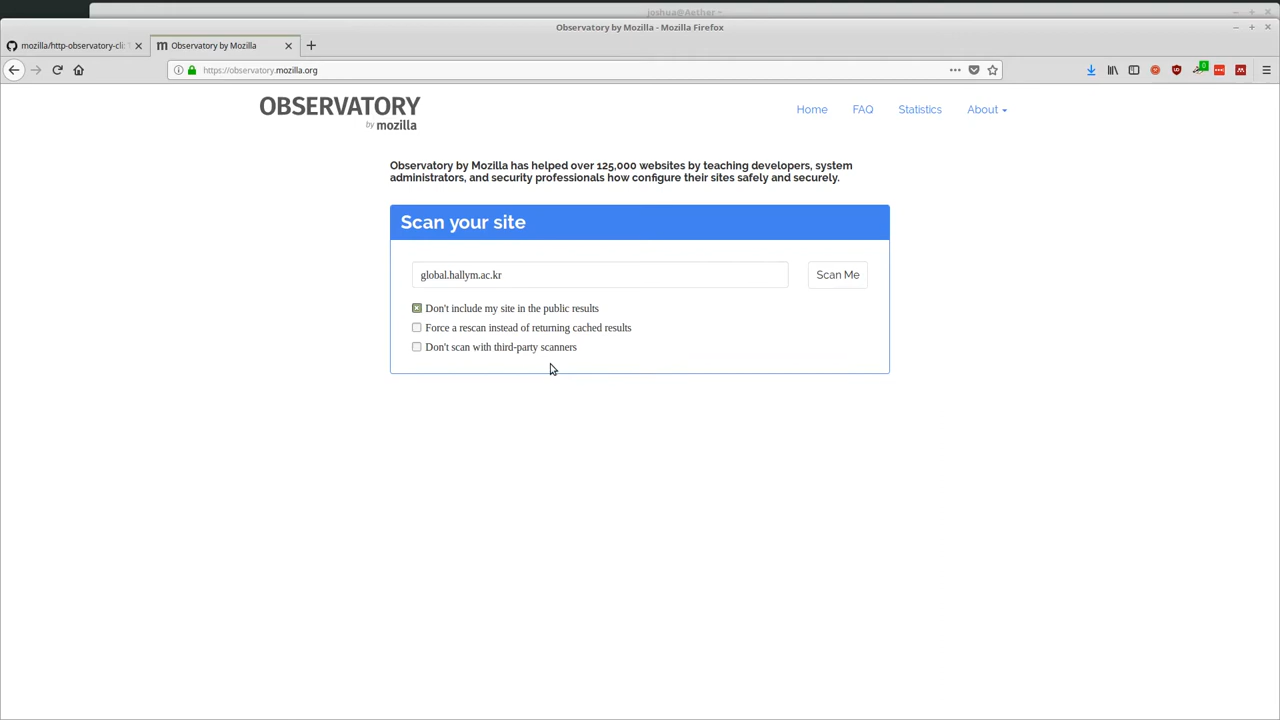 joshua@Aether ~
Observatory by Mozilla - Mozilla Firefox
mozilla/http-observatory-cli:
Observatory by Mozilla
https://observatory.mozilla.org
0
OBSERVATORY
by mozilla
Home FAQ Statistics About
Observatory by Mozilla has helped over 125,000 websites by teaching developers, system
administrators, and security professionals how configure their sites safely and securely.
Scan your site
global.hallym.ac.kr
Scan Me
Don't include my site in the public results
Force a rescan instead of returning cached results
Don't scan with third-party scanners